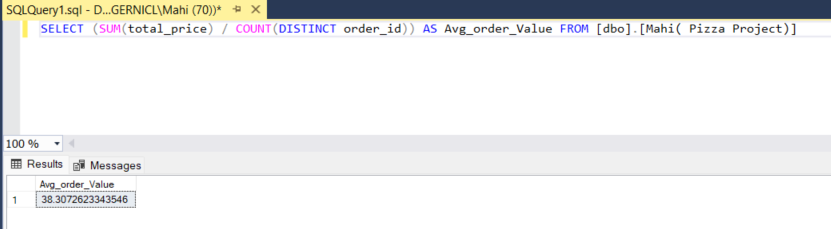 SQLQuery1.sql - D...GERNICL\Mahi (70))*
SELECT (SUM(total_price) / COUNT(DISTINCT order_id)) AS Avg_order_Value FROM [dbo].[Mahi( Pizza Project)]
100 %
Results Messages
Avg_order_Value
1 38.3072623343546